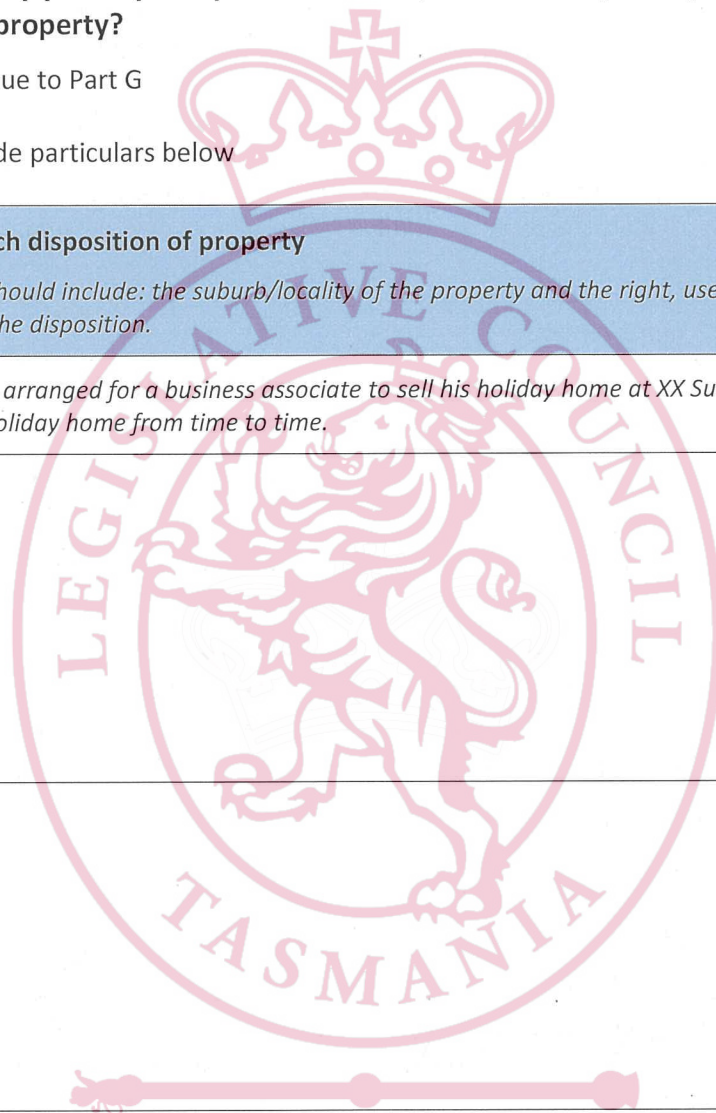 property?
ue to Part G
de particulars below
ch disposition of property
hould include: the suburb/locality of the property and the right, use
he disposition.
arranged for a business associate to sell his holiday home at XX Su
oliday home from time to time.
LEGISLATIVE COUNCIL
TASMANIA